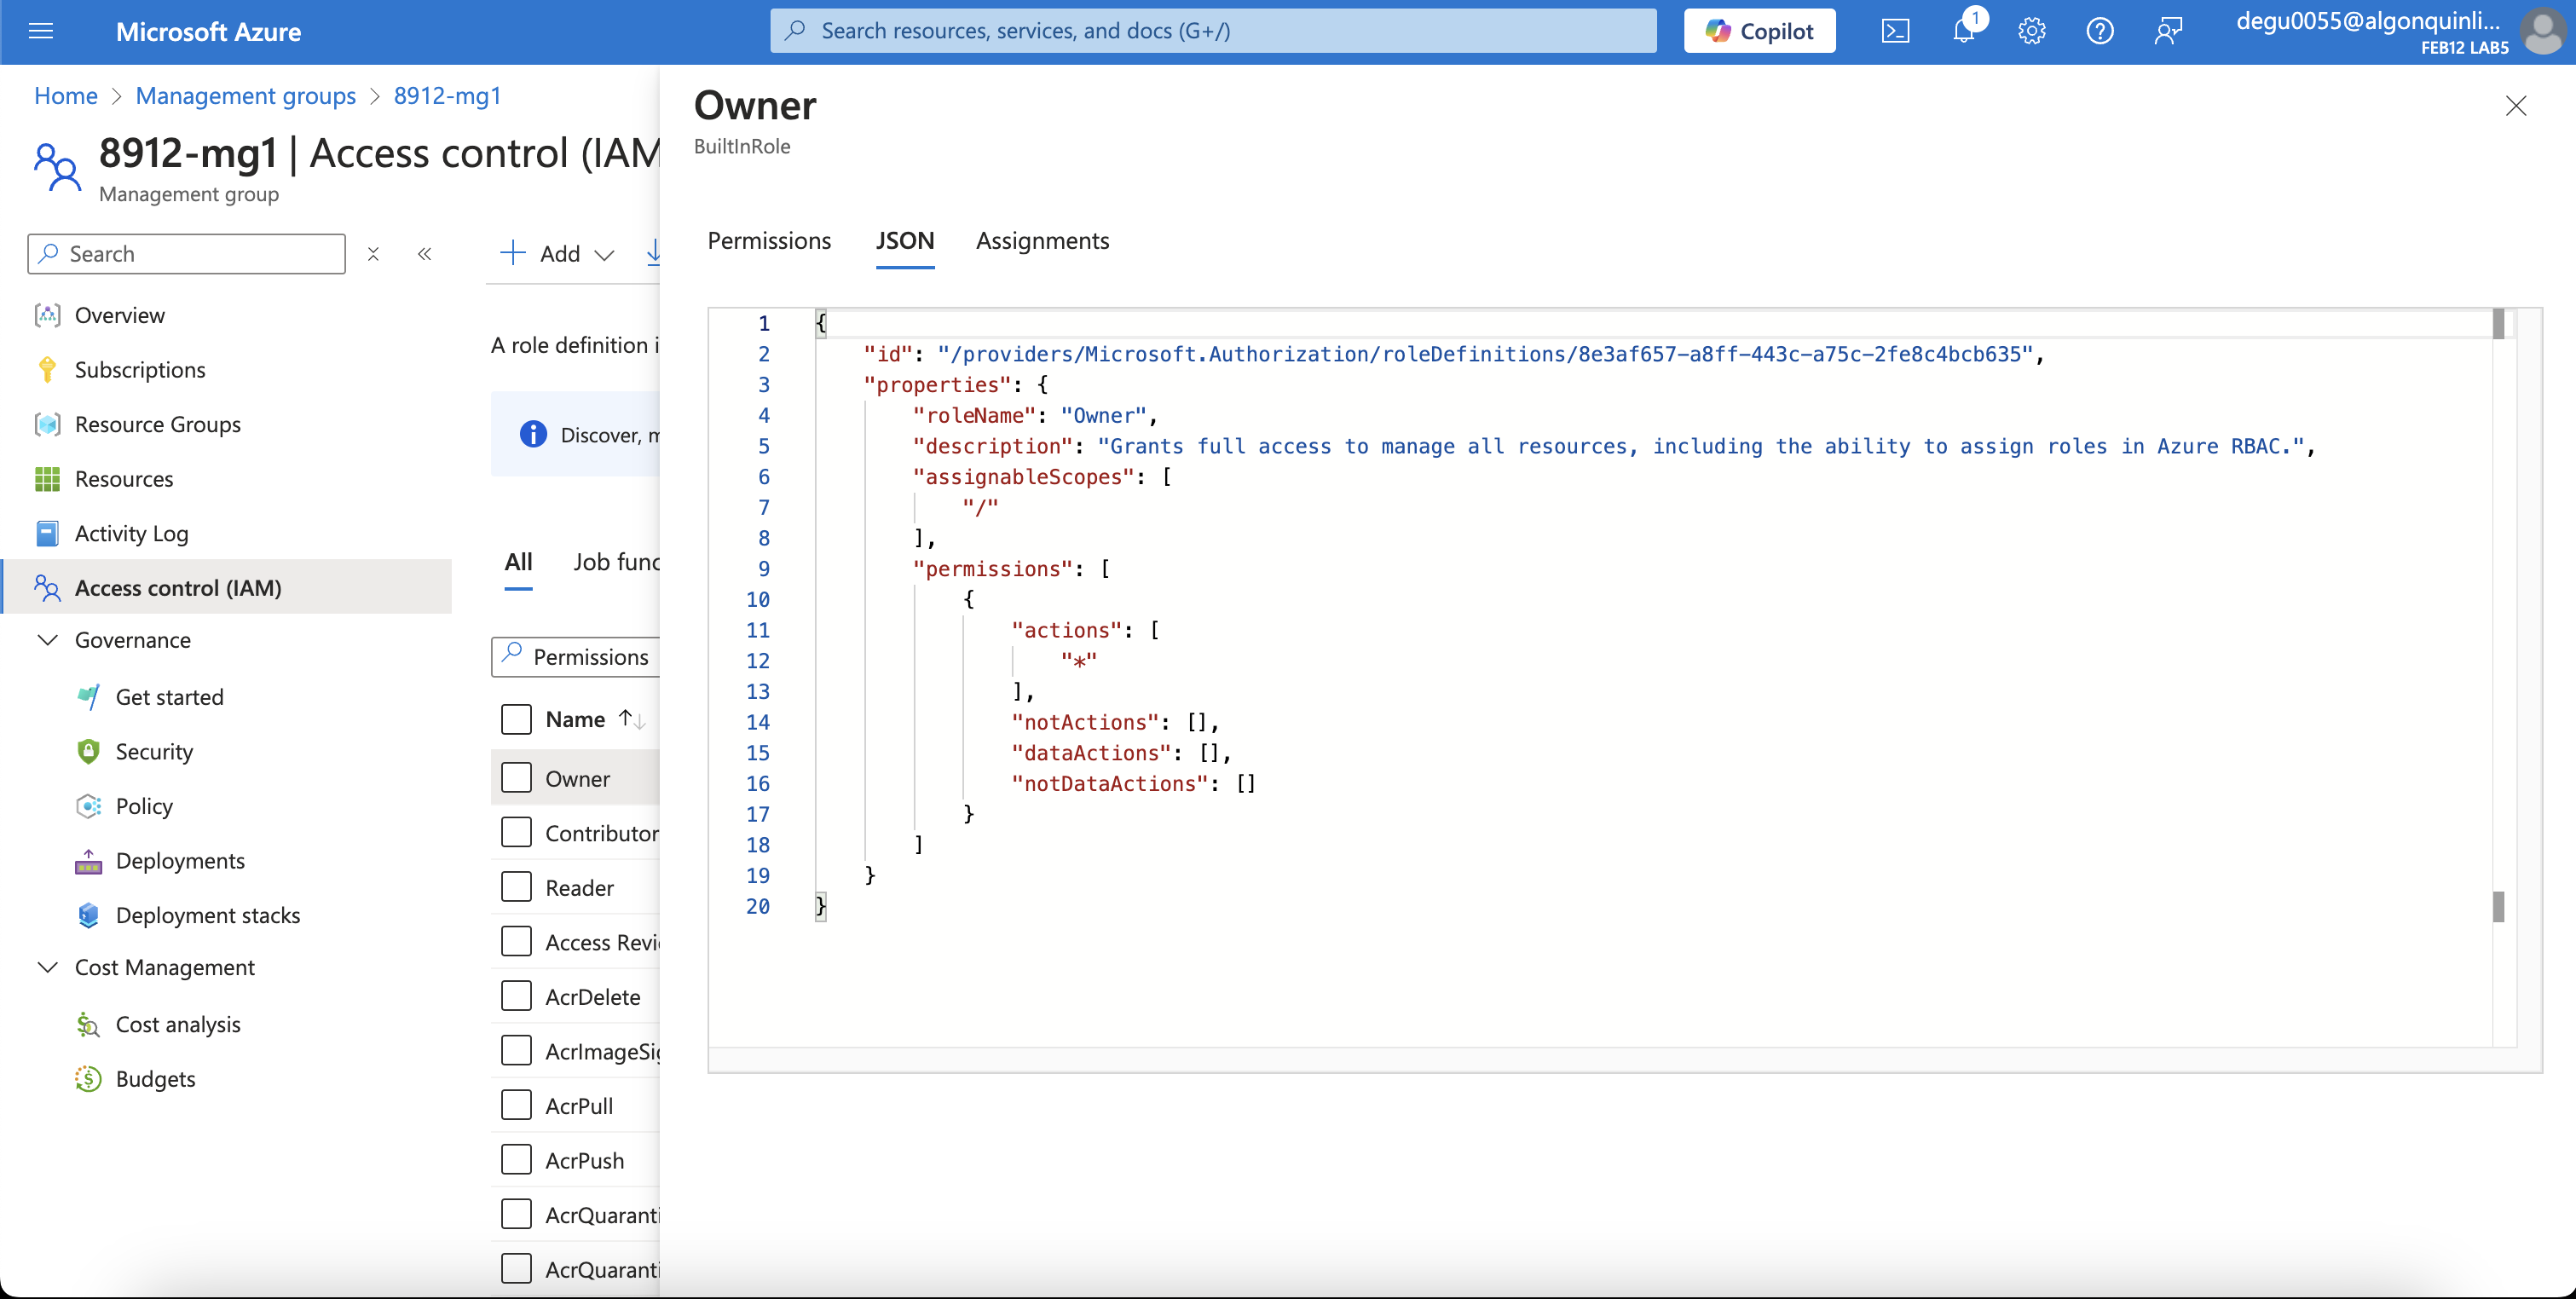 Microsoft Azure
Search resources, services, and docs (G+/)
Copilot
1
degu0055@algonquinli...
FEB12 LAB5
Home > Management groups > 8912-mg1
8912-mg1 | Access control (IAM
Management group
Search
Overview
Subscriptions
Resource Groups
Resources
Activity Log
Access control (IAM)
Governance
Get started
Security
Policy
Deployments
Deployment stacks
Cost Management
Cost analysis
Budgets
Add
A role definition i
Discover, m
All Job func
Permissions
Name
Owner
Contributor
Reader
Access Revi
AcrDelete
AcrImageSig
AcrPull
AcrPush
AcrQuaranti
AcrQuaranti
Owner
BuiltInRole
Permissions JSON Assignments
1 {
2 "id": "/providers/Microsoft.Authorization/roleDefinitions/8e3af657-a8ff-443c-a75c-2fe8c4bcb635",
3 "properties": {
4 "roleName": "Owner",
5 "description": "Grants full access to manage all resources, including the ability to assign roles in Azure RBAC.",
6 "assignableScopes": [
7 "/"
8 ],
9 "permissions": [
10 {
11 "actions": [
12 "*"
13 ],
14 "notActions": [],
15 "dataActions": [],
16 "notDataActions": []
17 }
18 ]
19 }
20 }